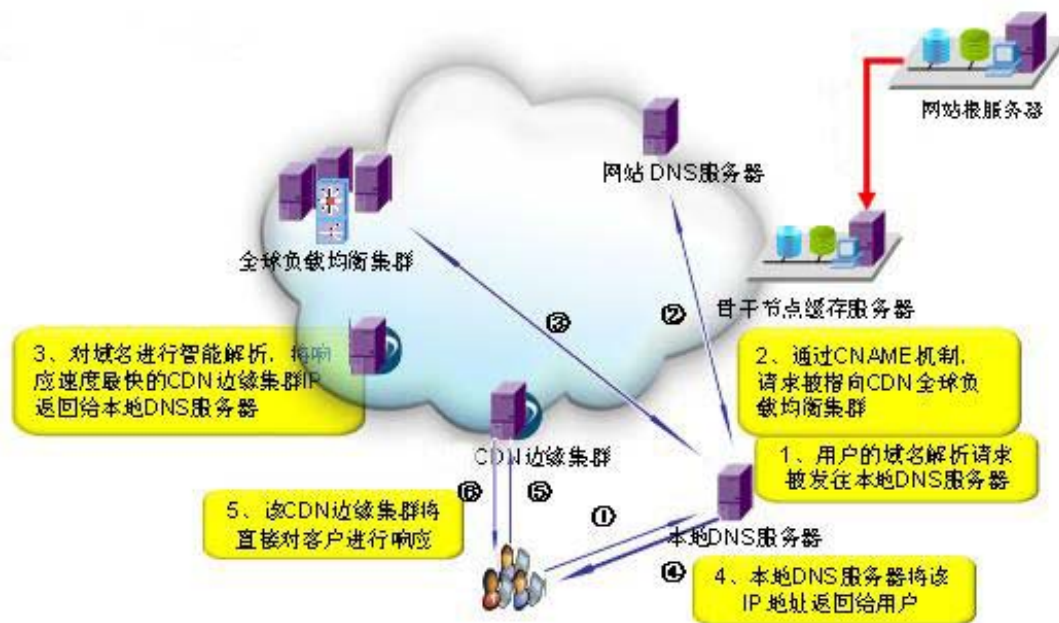 网站根服务器
网站 DNS服务器
全球负载均衡集群
骨干节点缓存服务器
③
②
3、对域名进行智能解析，将响
应速度最快的CDN边缘集群IP
返回给本地DNS服务器
2、通过CNAME机制，
请求被指向CDN全球负
载均衡集群
CDN边缘集群
1、用户的域名解析请求
被发往本地DNS服务器
⑥
⑤
5、该CDN边缘集群将
直接对客户进行响应
①
本地DNS服务器
④
4、本地DNS服务器将该
IP地址返回给用户